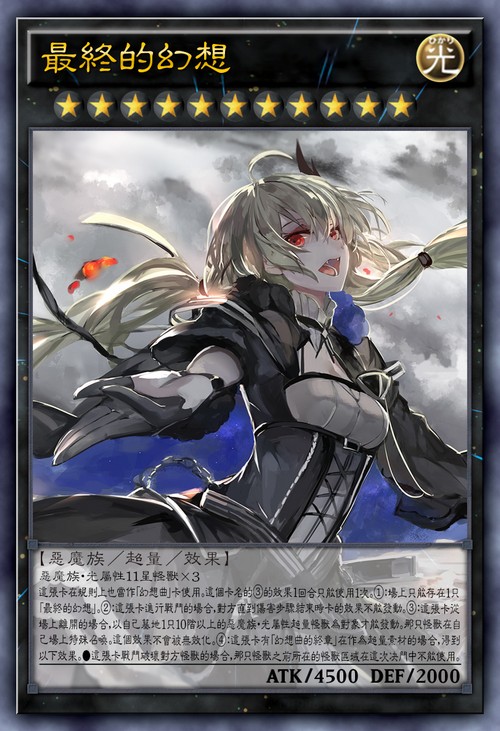 最終的幻想
ひかり
光
【惡魔族／超量／效果】
惡魔族·光屬性11星怪獸×3
這張卡在規則上也當作「幻想曲」卡使用。這個卡名的③的效果1回合只能使用1次。①:場上只能存在1只
「最終的幻想」。②:這張卡進行戰鬥的場合,對方直到傷害步驟結束時卡的效果不能發動。③:這張卡從
場上離開的場合,以自己墓地1只10階以上的惡魔族·光屬性超量怪獸為對象才能發動。那只怪獸在自
己場上特殊召喚。這個效果不會被無效化。④:這張卡有「幻想曲的終章」在作為超量素材的場合,得到
以下效果。●這張卡戰鬥破壞對方怪獸的場合,那只怪獸之前所在的怪獸區域在這次決鬥中不能使用。
ATK/4500 DEF/2000